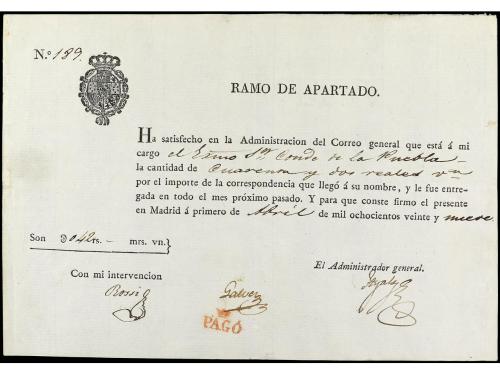 N.º 189.
RAMO DE APARTADO.
Ha satisfecho en la Administracion del Correo general que está á mi
cargo el Exmo Sr. Conde de la Puebla
la cantidad de Cuarenta y dos reales vn
por el importe de la correspondencia que llegó á su nombre, y le fue entre-
gada en todo el mes próximo pasado. Y para que conste firmo el presente
en Madrid á primero de Abril de mil ochocientos veinte y nueve
Son 042 rs. - mrs. vn.}
El Administrador general.
Con mi intervencion
Rossi
Galvez
PAGÓ